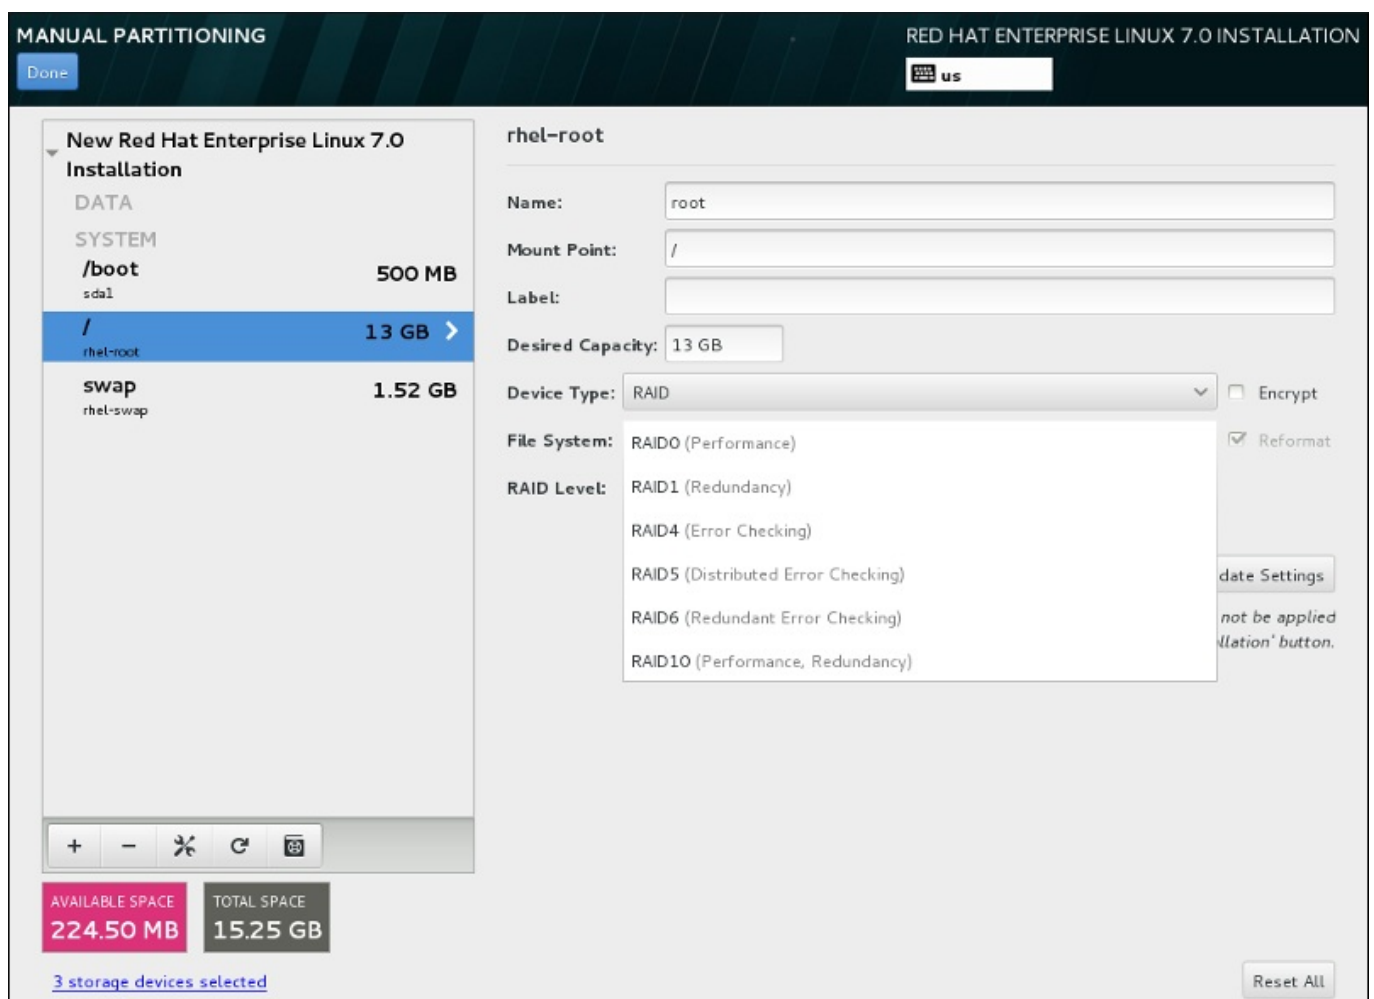 MANUAL PARTITIONING
RED HAT ENTERPRISE LINUX 7.0 INSTALLATION
Done
us
New Red Hat Enterprise Linux 7.0
Installation
DATA
SYSTEM
/boot
500 MB
sda1
/
13 GB
rhel-root
swap
1.52 GB
rhel-swap
rhel-root
Name:
root
Mount Point:
/
Label:
Desired Capacity:
13 GB
Device Type:
RAID
Encrypt
File System:
RAID0 (Performance)
Reformat
RAID Level:
RAID1 (Redundancy)
RAID4 (Error Checking)
RAID5 (Distributed Error Checking)
date Settings
RAID6 (Redundant Error Checking)
not be applied
llation' button.
RAID10 (Performance, Redundancy)
+ -
AVAILABLE SPACE
224.50 MB
TOTAL SPACE
15.25 GB
3 storage devices selected
Reset All